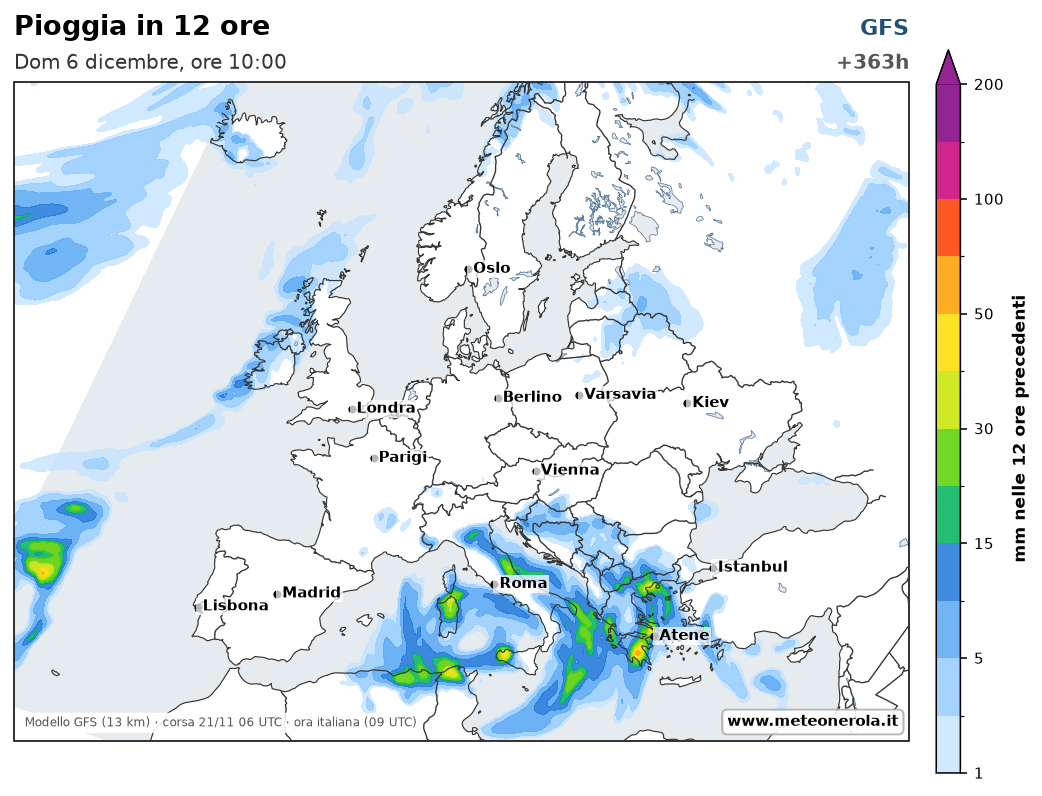 Pioggia in 12 ore
GFS
Dom 6 dicembre, ore 10:00
+363h
200
100
50
30
15
5
1
mm nelle 12 ore precedenti
Oslo
Berlino
Varsavia
Kiev
Londra
Parigi
Vienna
Istanbul
Roma
Madrid
Lisbona
Atene
Modello GFS (13 km) · corsa 21/11 06 UTC · ora italiana (09 UTC)
www.meteonerola.it